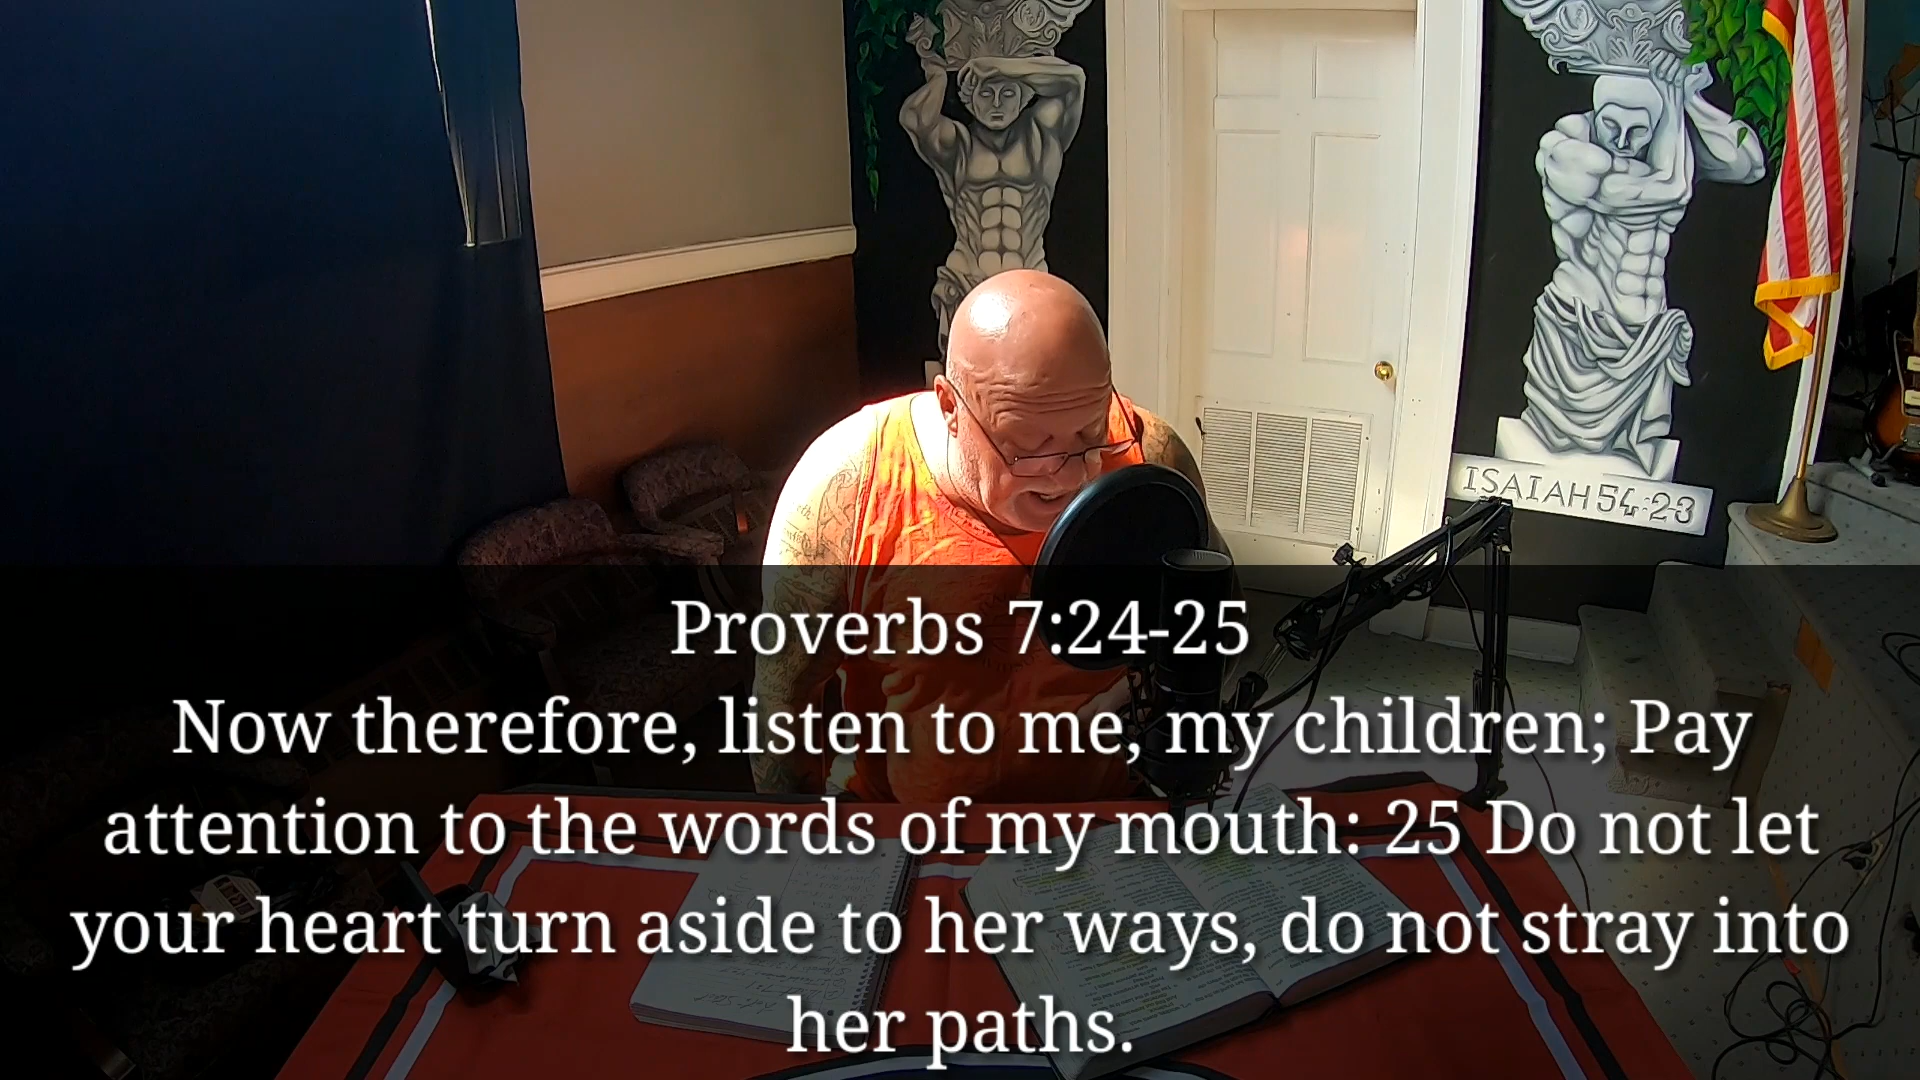 ISAIAH 54:23
Proverbs 7:24-25
Now therefore, listen to me, my children; Pay
attention to the words of my mouth: 25 Do not let
your heart turn aside to her ways, do not stray into
her paths.